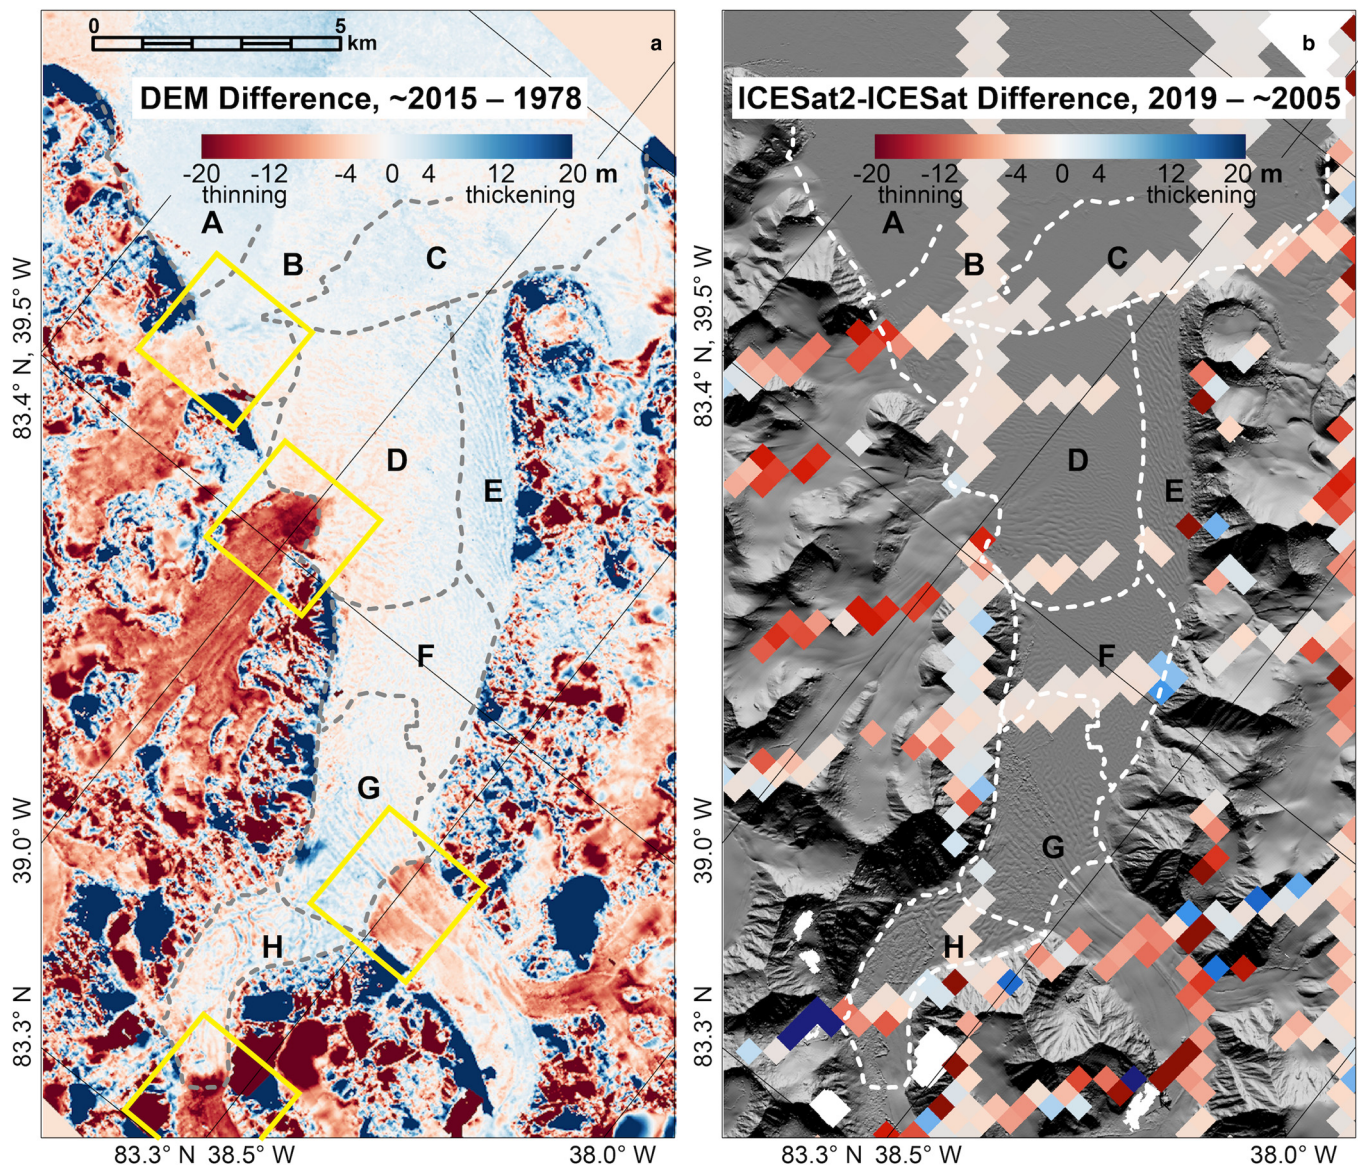 0 5
km
a
DEM Difference, ~2015 – 1978
-20 -12 -4 0 4 12 20 m
thinning thickening
A
B
C
D
E
F
G
H
83.4° N, 39.5° W
39.0° W
83.3° N
83.3° N 38.5° W 38.0° W
b
ICESat2-ICESat Difference, 2019 – ~2005
-20 -12 -4 0 4 12 20 m
thinning thickening
A
B
C
D
E
F
G
H
83.4° N, 39.5° W
39.0° W
83.3° N
83.3° N 38.5° W 38.0° W